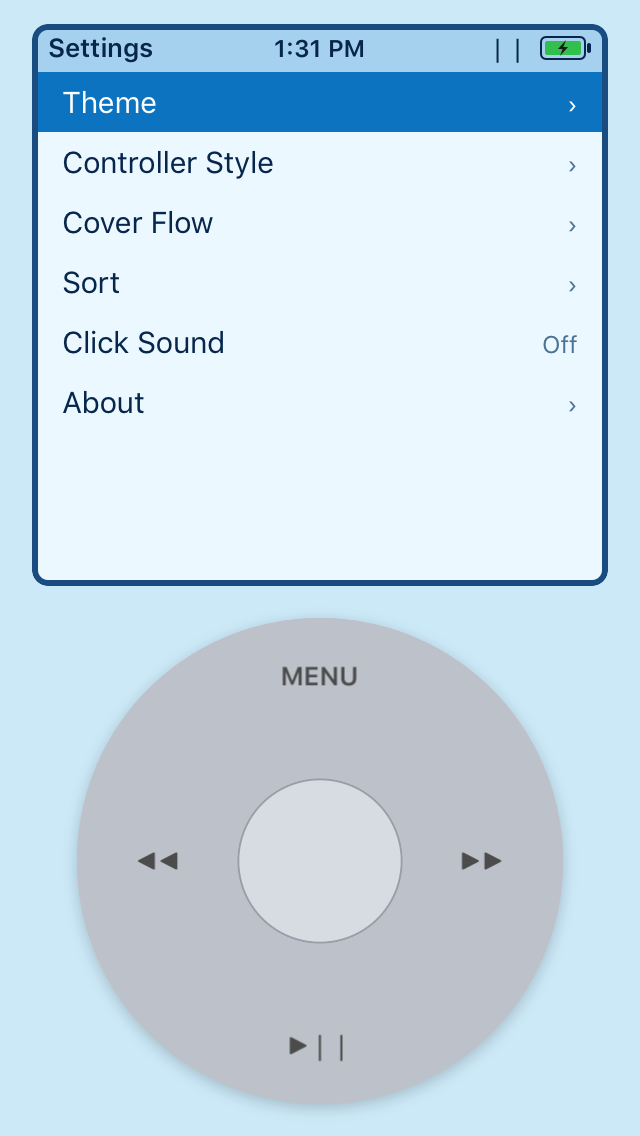 Settings 1:31 PM
Theme
Controller Style
Cover Flow
Sort
Click Sound Off
About
MENU